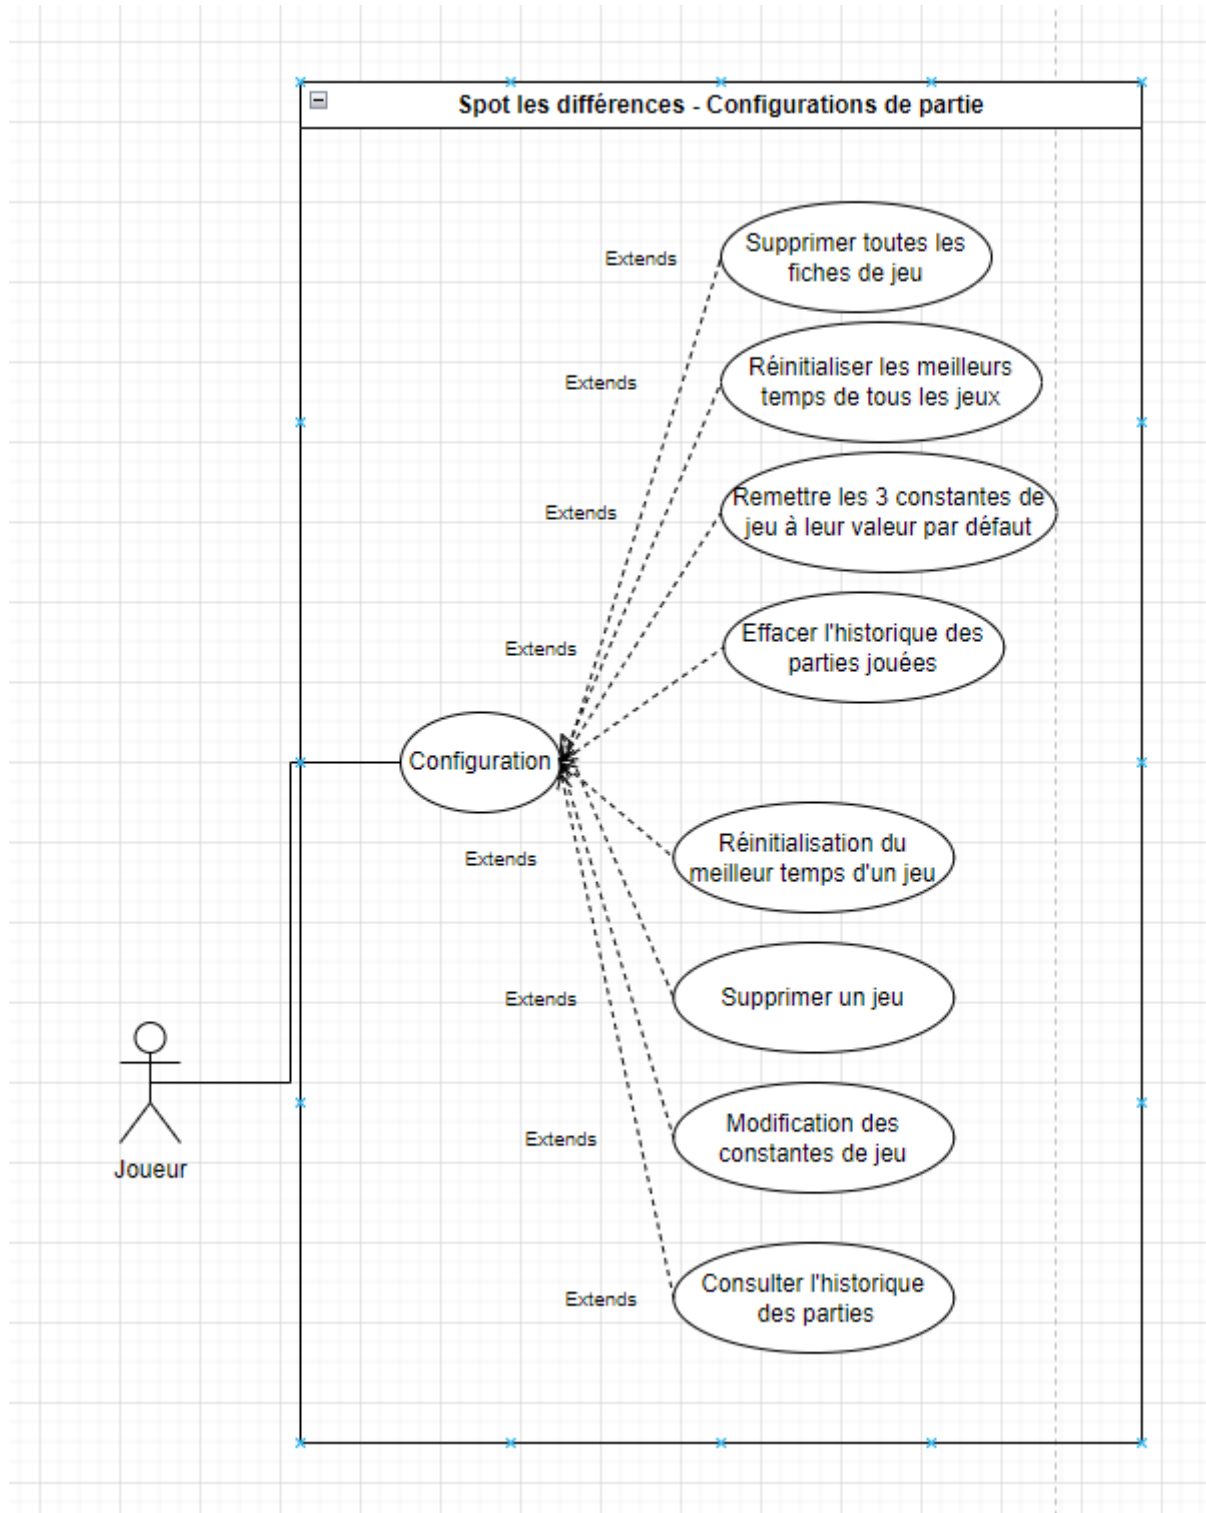 Spot les différences - Configurations de partie
Extends
Supprimer toutes les
fiches de jeu
Extends
Réinitialiser les meilleurs
temps de tous les jeux
Extends
Remettre les 3 constantes de
jeu à leur valeur par défaut
Extends
Effacer l'historique des
parties jouées
Configuration
Extends
Réinitialisation du
meilleur temps d'un jeu
Extends
Supprimer un jeu
Extends
Modification des
constantes de jeu
Joueur
Extends
Consulter l'historique
des parties